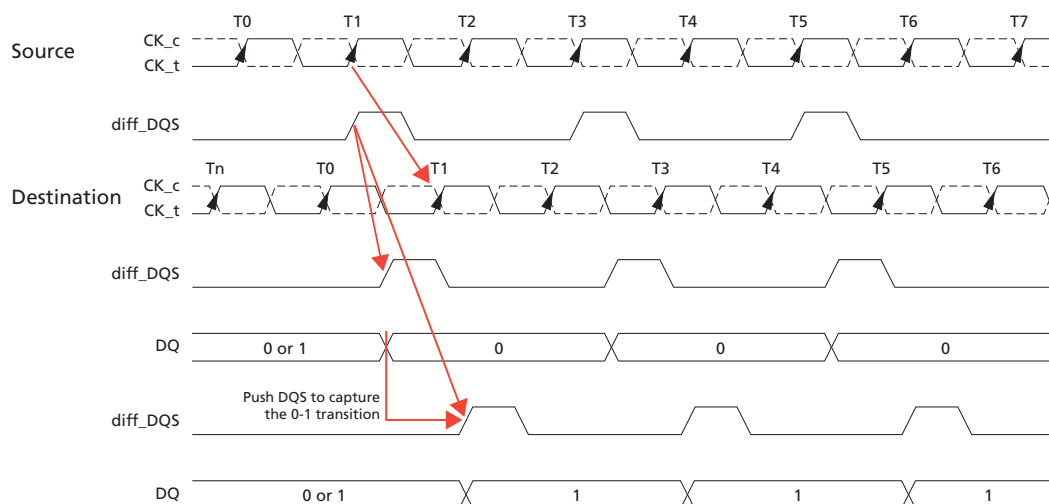 T0 T1 T2 T3 T4 T5 T6 T7
Source
CK_c
CK_t
diff_DQS
Tn T0 T1 T2 T3 T4 T5 T6
Destination
CK_c
CK_t
diff_DQS
DQ 0 or 1 0 0 0
Push DQS to capture
the 0-1 transition
diff_DQS
DQ 0 or 1 1 1 1